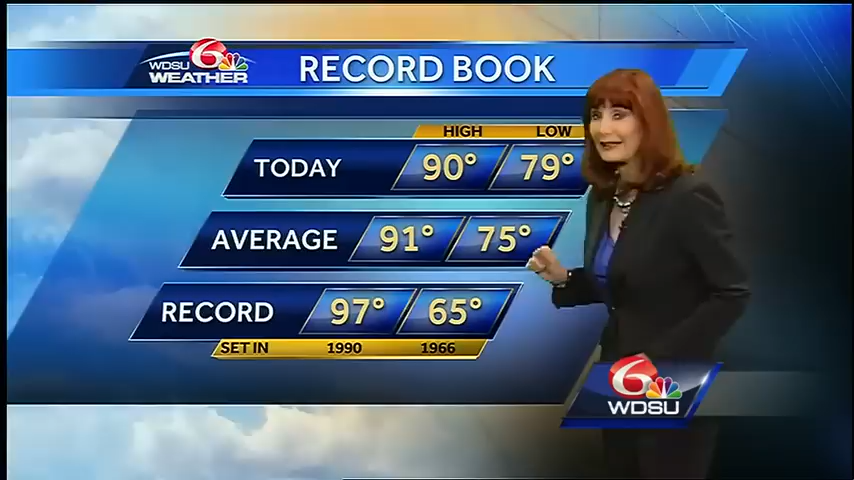 6
WDSU
WEATHER
RECORD BOOK
HIGH LOW
TODAY 90° 79°
AVERAGE 91° 75°
RECORD 97° 65°
SET IN 1990 1966
6
WDSU